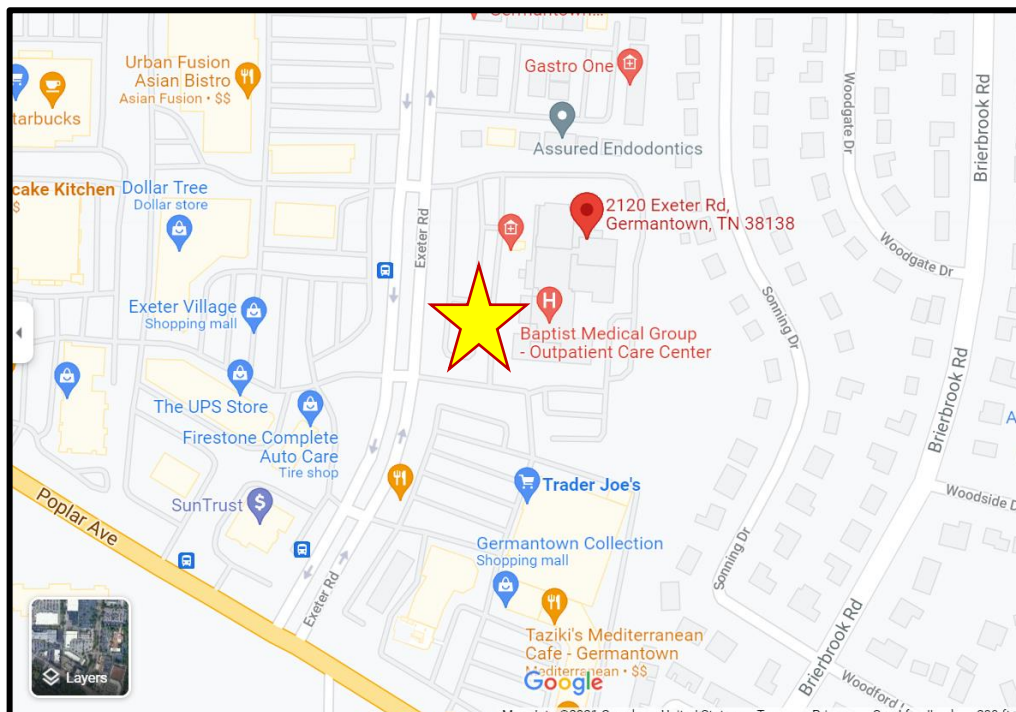 Urban Fusion
Asian Bistro
Asian Fusion • $$
Gastro One
tarbucks
Assured Endodontics
Woodgate Dr
Brierbrook Rd
cake Kitchen
$
Dollar Tree
Dollar store
Exeter Rd
2120 Exeter Rd,
Germantown, TN 38138
Woodgate Dr
Exeter Village
Shopping mall
H
Baptist Medical Group
- Outpatient Care Center
Sonning Dr
Brierbrook Rd
The UPS Store
Firestone Complete
Auto Care
Tire shop
A
SunTrust
$
Trader Joe's
Woodside D
Poplar Ave
Germantown Collection
Shopping mall
Sonning Dr
Exeter Rd
Taziki's Mediterranean
Cafe - Germantown
Mediterranean • $$
Brierbrook Rd
Woodford
Layers
Google